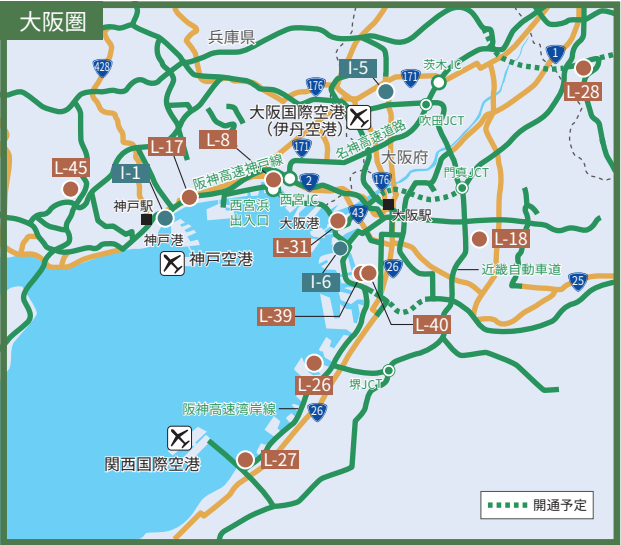 大阪圏
兵庫県
428
176
I-5
171
茨木JC
1
L-28
大阪国際空港
(伊丹空港)
吹田JCT
名神高速道路
L-17
L-8
171
大阪府
L-45
I-1
阪神高速神戸線
2
176
門真JCT
神戸駅
西宮浜
出入口
西宮JC
43
大阪駅
大阪港
神戸港
L-31
L-18
神戸空港
I-6
26
近畿自動車道
25
L-39
L-40
L-26
堺JCT
阪神高速湾岸線
26
関西国際空港
L-27
開通予定